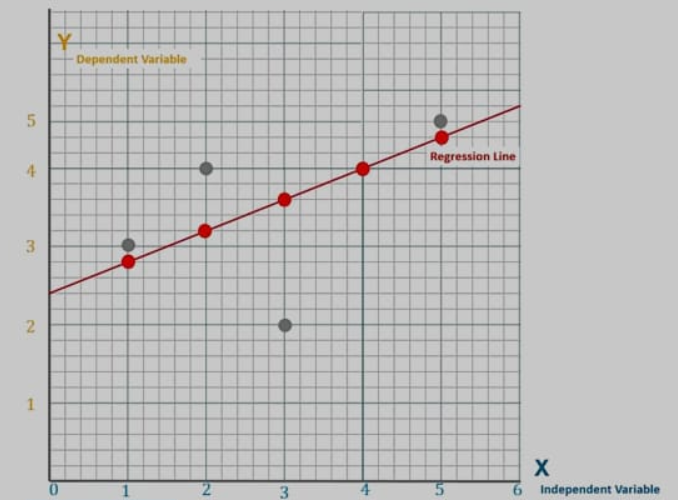 Y
Dependent Variable
5
4
3
2
1
Regression Line
X
Independent Variable
0 1 2 3 4 5 6